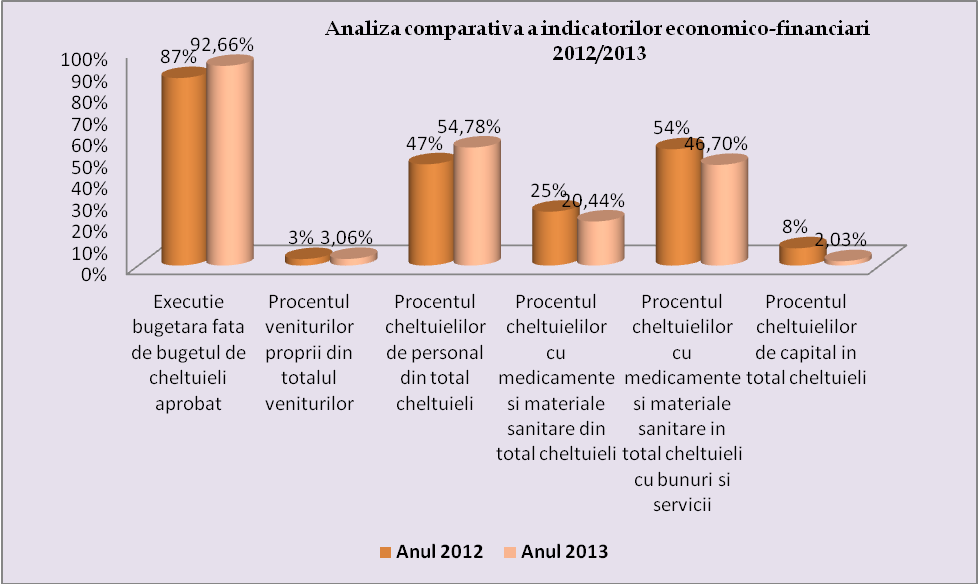 Analiza comparativa a indicatorilor economico-financiari
2012/2013
100%
90%
80%
70%
60%
50%
40%
30%
20%
10%
0%
87%
92,66%
3%
3,06%
47%
54,78%
25%
20,44%
54%
46,70%
8%
2,03%
Executie
bugetara fata
de bugetul de
cheltuieli
aprobat
Procentul
veniturilor
proprii din
totalul
veniturilor
Procentul
cheltuielilor
de personal
din total
cheltuieli
Procentul
cheltuielilor
cu
medicamente
si materiale
sanitare din
total cheltuieli
Procentul
cheltuielilor
cu
medicamente
si materiale
sanitare in
total cheltuieli
cu bunuri si
servicii
Procentul
cheltuielilor
de capital in
total cheltuieli
Anul 2012
Anul 2013